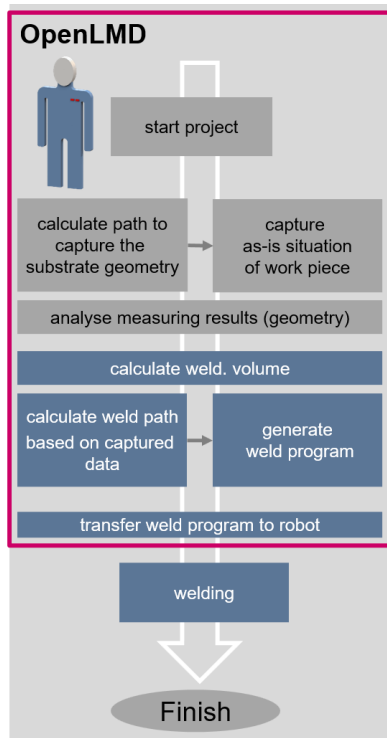 OpenLMD
start project
calculate path to
capture the
substrate geometry
capture
as-is situation
of work piece
analyse measuring results (geometry)
calculate weld. volume
calculate weld path
based on captured
data
generate
weld program
transfer weld program to robot
welding
Finish